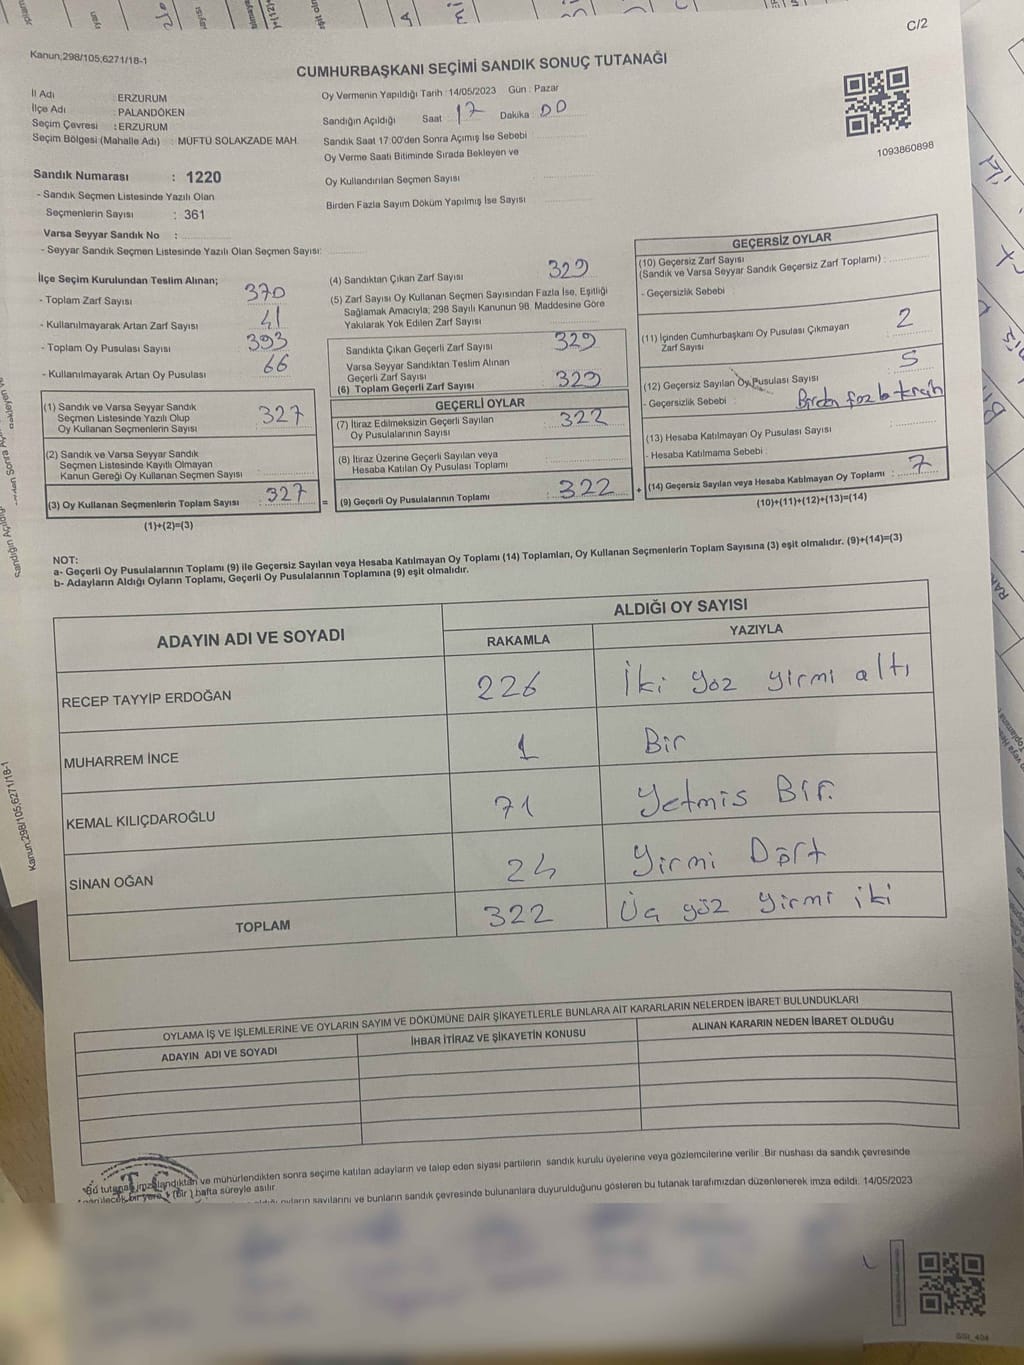 C/2
Kanun;298/105,6271/18-1
CUMHURBAŞKANI SEÇİMİ SANDIK SONUÇ TUTANAĞI
İl Adı : ERZURUM
İlçe Adı : PALANDÖKEN
Seçim Çevresi : ERZURUM
Seçim Bölgesi (Mahalle Adı) : MÜFTÜ SOLAKZADE MAH.
Oy Vermenin Yapıldığı Tarih :14/05/2023 Gün : Pazar
Sandığın Açıldığı Saat : 17 Dakika : 00
Sandık Saat 17:00'den Sonra Açımış İse Sebebi
Oy Verme Saati Bitiminde Sırada Bekleyen ve
Oy Kullandırılan Seçmen Sayısı
Birden Fazla Sayım Döküm Yapılmış İse Sayısı
1093860898
Sandık Numarası : 1220
- Sandık Seçmen Listesinde Yazılı Olan
Seçmenlerin Sayısı : 361
Varsa Seyyar Sandık No :
- Seyyar Sandık Seçmen Listesinde Yazılı Olan Seçmen Sayısı:
İlçe Seçim Kurulundan Teslim Alınan;
- Toplam Zarf Sayısı 370
- Kullanılmayarak Artan Zarf Sayısı 41
- Toplam Oy Pusulası Sayısı 393
- Kullanılmayarak Artan Oy Pusulası 66
(1) Sandık ve Varsa Seyyar Sandık
Seçmen Listesinde Yazılı Olup
Oy Kullanan Seçmenlerin Sayısı : 327
(2) Sandık ve Varsa Seyyar Sandık
Seçmen Listesinde Kayıtlı Olmayan
Kanun Gereği Oy Kullanan Seçmen Sayısı :
(3) Oy Kullanan Seçmenlerin Toplam Sayısı : 327 =
(1)+(2)=(3)
(4) Sandıktan Çıkan Zarf Sayısı 329
(5) Zarf Sayısı Oy Kullanan Seçmen Sayısından Fazla İse, Eşitliği
Sağlamak Amacıyla; 298 Sayılı Kanunun 98. Maddesine Göre
Yakılarak Yok Edilen Zarf Sayısı
Sandıkta Çıkan Geçerli Zarf Sayısı 329
Varsa Seyyar Sandıktan Teslim Alınan
Geçerli Zarf Sayısı
(6) Toplam Geçerli Zarf Sayısı 329
GEÇERLİ OYLAR
(7) İtiraz Edilmeksizin Geçerli Sayılan
Oy Pusulalarının Sayısı : 322
(8) İtiraz Üzerine Geçerli Sayılan veya
Hesaba Katılan Oy Pusulası Toplamı :
(9) Geçerli Oy Pusulalarının Toplamı : 322 +
GEÇERSİZ OYLAR
(10) Geçersiz Zarf Sayısı
(Sandık ve Varsa Seyyar Sandık Geçersiz Zarf Toplamı) :
- Geçersizlik Sebebi :
(11) İçinden Cumhurbaşkanı Oy Pusulası Çıkmayan
Zarf Sayısı : 2
(12) Geçersiz Sayılan Oy Pusulası Sayısı : 5
- Geçersizlik Sebebi : Birden fazla tercih
(13) Hesaba Katılmayan Oy Pusulası Sayısı :
- Hesaba Katılmama Sebebi :
(14) Geçersiz Sayılan veya Hesaba Katılmayan Oy Toplamı : 7
(10)+(11)+(12)+(13)=(14)
NOT:
a- Geçerli Oy Pusulalarının Toplamı (9) ile Geçersiz Sayılan veya Hesaba Katılmayan Oy Toplamı (14) Toplamları, Oy Kullanan Seçmenlerin Toplam Sayısına (3) eşit olmalıdır. (9)+(14)=(3)
b- Adayların Aldığı Oyların Toplamı, Geçerli Oy Pusulalarının Toplamına (9) eşit olmalıdır.
ADAYIN ADI VE SOYADI
ALDIĞI OY SAYISI
RAKAMLA YAZIYLA
RECEP TAYYİP ERDOĞAN 226 İki yöz yirmi altı
MUHARREM İNCE 1 Bir
KEMAL KILIÇDAROĞLU 71 Yetmis Bir.
SİNAN OĞAN 24 Yirmi Dört
TOPLAM 322 Üç yöz yirmi iki
OYLAMA İŞ VE İŞLEMLERİNE VE OYLARIN SAYIM VE DÖKÜMÜNE DAİR ŞİKAYETLERLE BUNLARA AİT KARARLARIN NELERDEN İBARET BULUNDUKLARI
ADAYIN ADI VE SOYADI İHBAR İTİRAZ VE ŞİKAYETİN KONUSU ALINAN KARARIN NEDEN İBARET OLDUĞU
Bu tutanak imzalandıktan ve mühürlendikten sonra seçime katılan adayların ve talep eden siyasi partilerin sandık kurulu üyelerine veya gözlemcilerine verilir. Bir nüshası da sandık çevresinde
bir yere (Bir) hafta süreyle asılır.
oyların sayılarını ve bunların sandık çevresinde bulunanlara duyurulduğunu gösteren bu tutanak tarafımızdan düzenlenerek imza edildi. 14/05/2023
T.C.
Kanun;298/105,6271/18-1